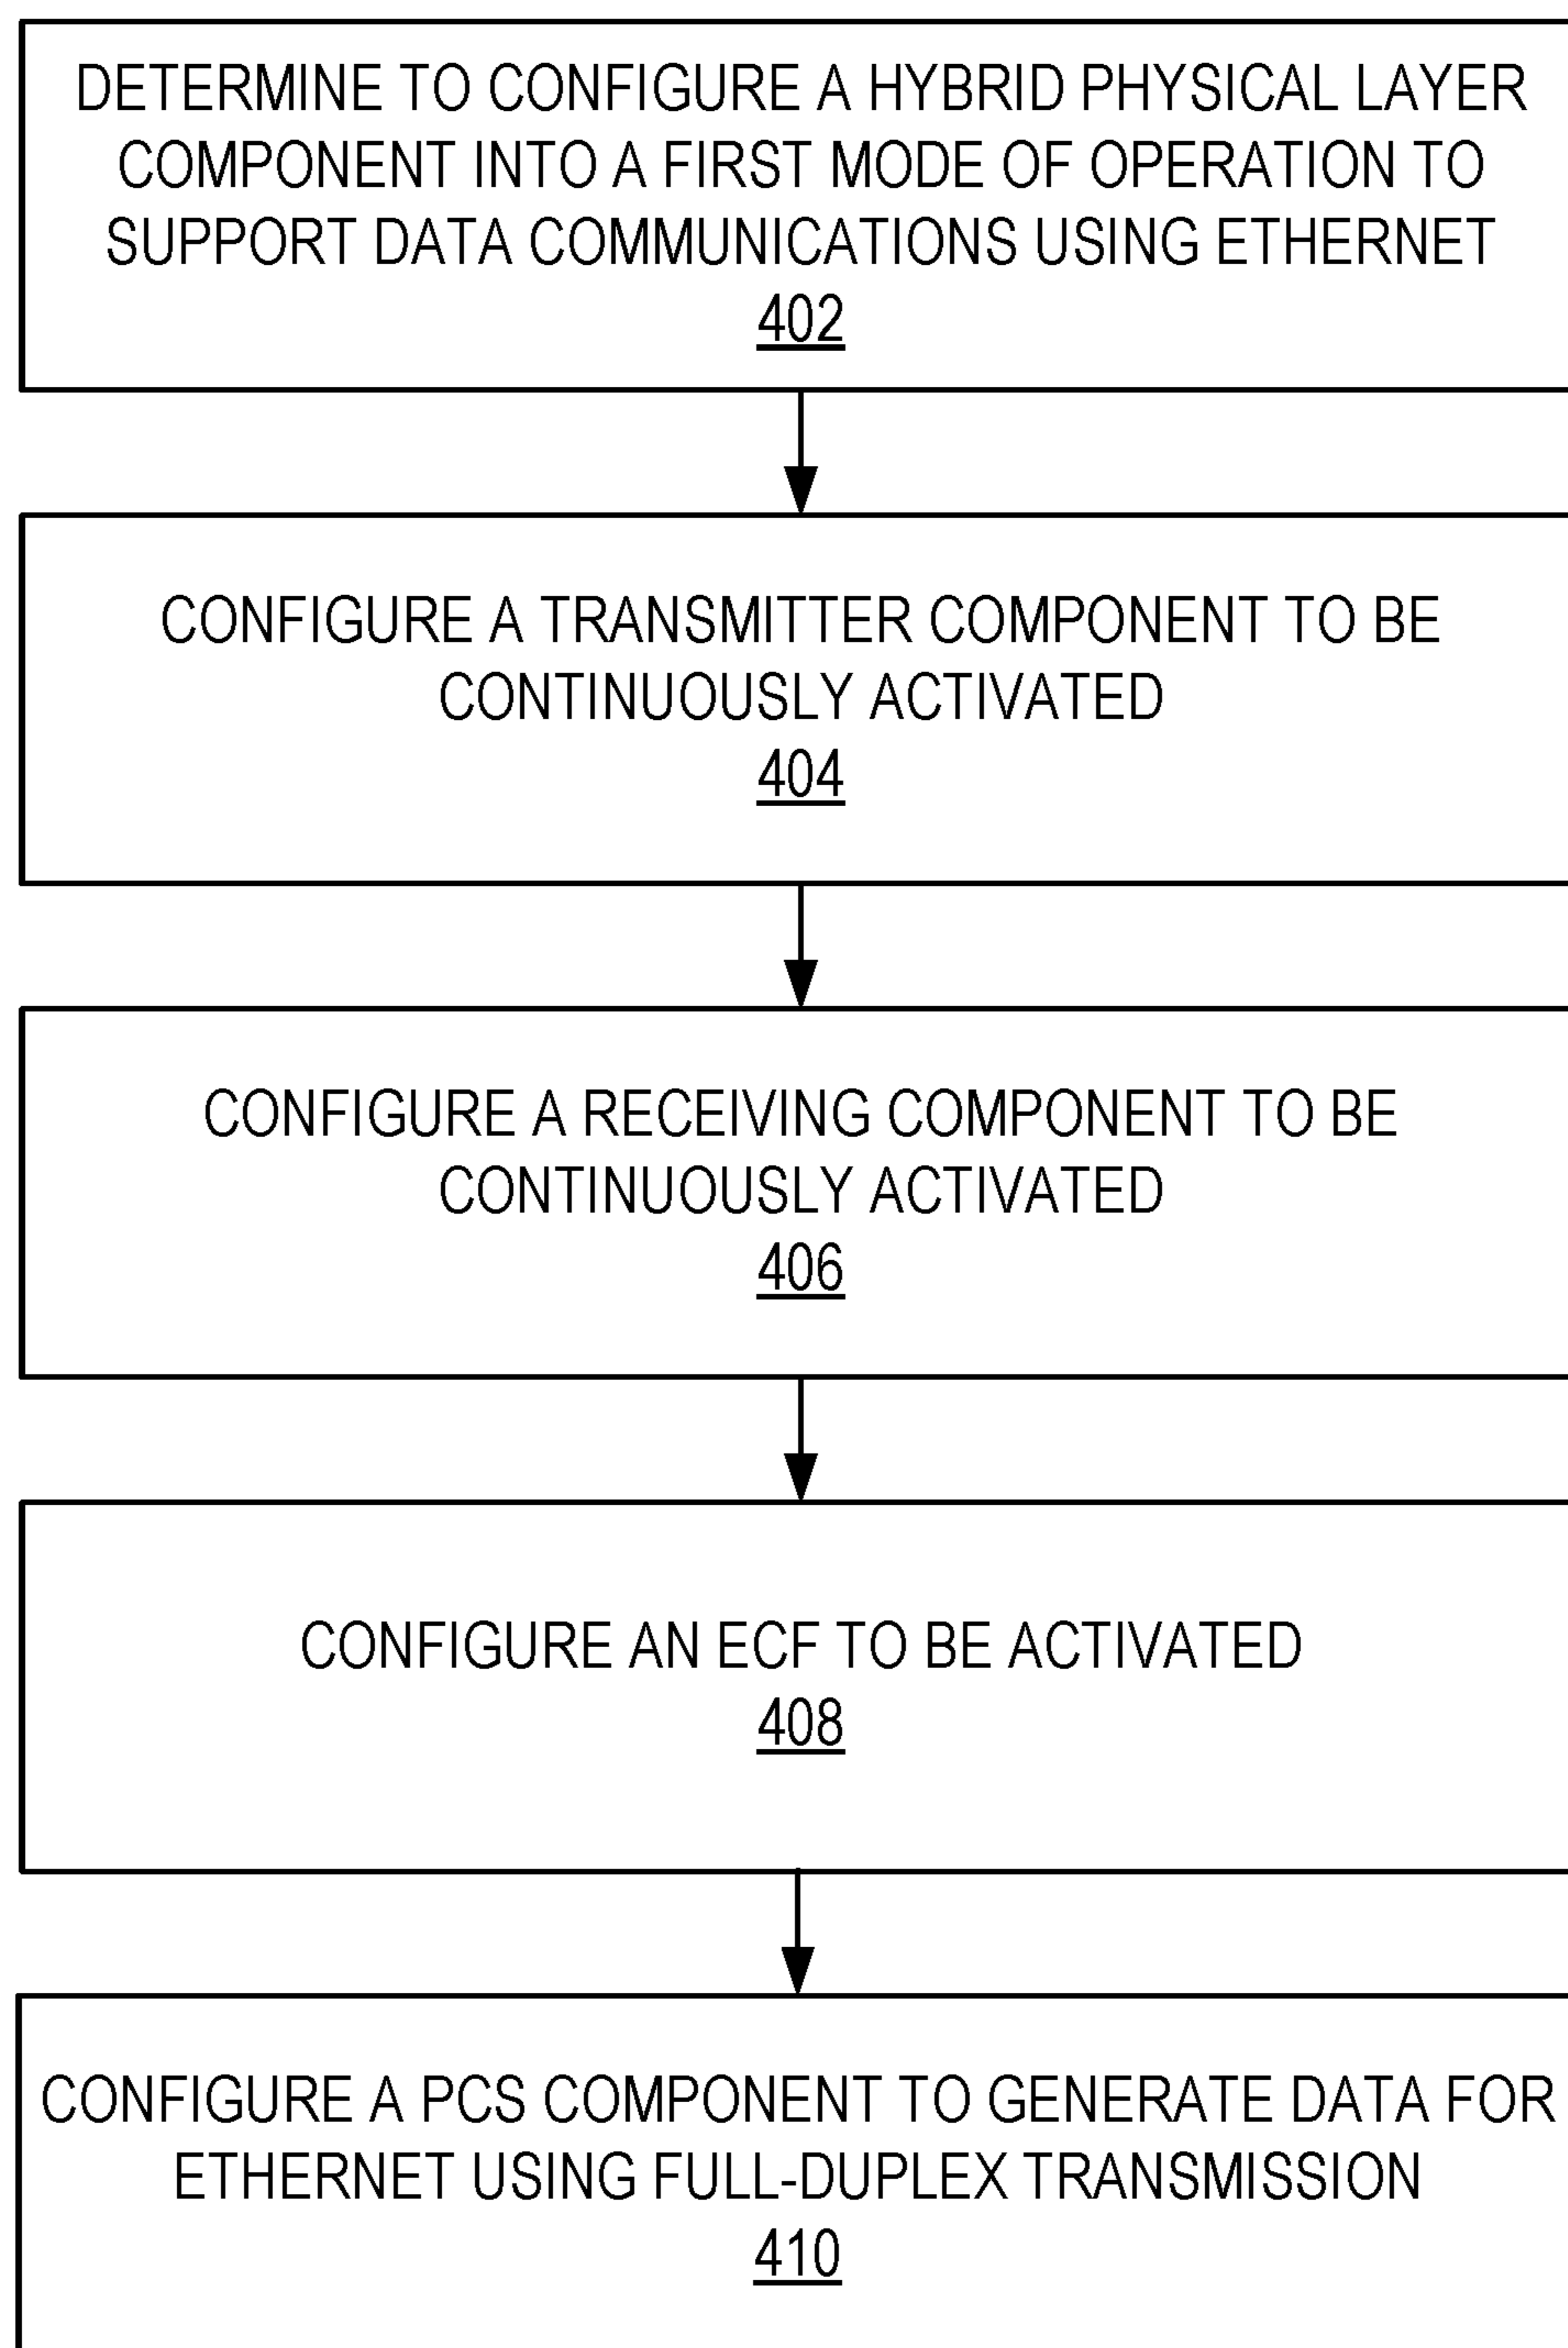 DETERMINE TO CONFIGURE A HYBRID PHYSICAL LAYER
COMPONENT INTO A FIRST MODE OF OPERATION TO
SUPPORT DATA COMMUNICATIONS USING ETHERNET
402
CONFIGURE A TRANSMITTER COMPONENT TO BE
CONTINUOUSLY ACTIVATED
404
CONFIGURE A RECEIVING COMPONENT TO BE
CONTINUOUSLY ACTIVATED
406
CONFIGURE AN ECF TO BE ACTIVATED
408
CONFIGURE A PCS COMPONENT TO GENERATE DATA FOR
ETHERNET USING FULL-DUPLEX TRANSMISSION
410